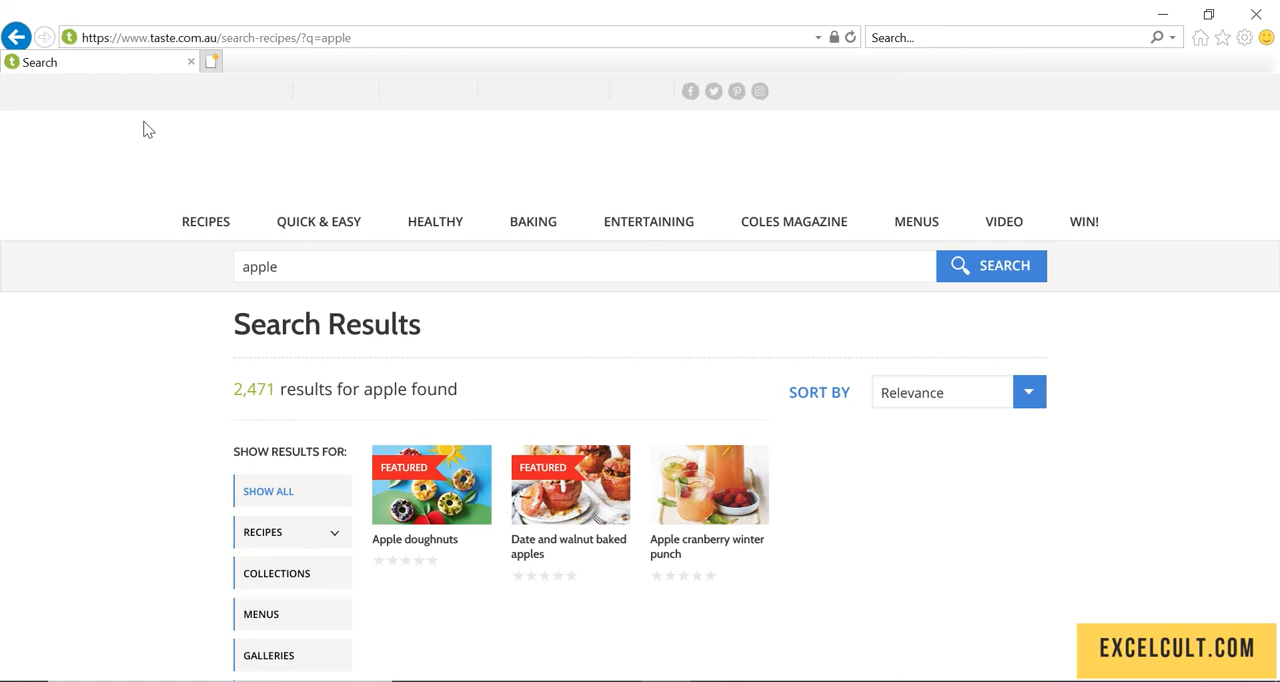 https://www.taste.com.au/search-recipes/?q=apple
Search...
Search
RECIPES QUICK & EASY HEALTHY BAKING ENTERTAINING COLES MAGAZINE MENUS VIDEO WIN!
apple
SEARCH
Search Results
2,471 results for apple found
SORT BY
Relevance
SHOW RESULTS FOR:
SHOW ALL
RECIPES
COLLECTIONS
MENUS
GALLERIES
FEATURED
Apple doughnuts
FEATURED
Date and walnut baked
apples
Apple cranberry winter
punch
EXCELCULT.COM